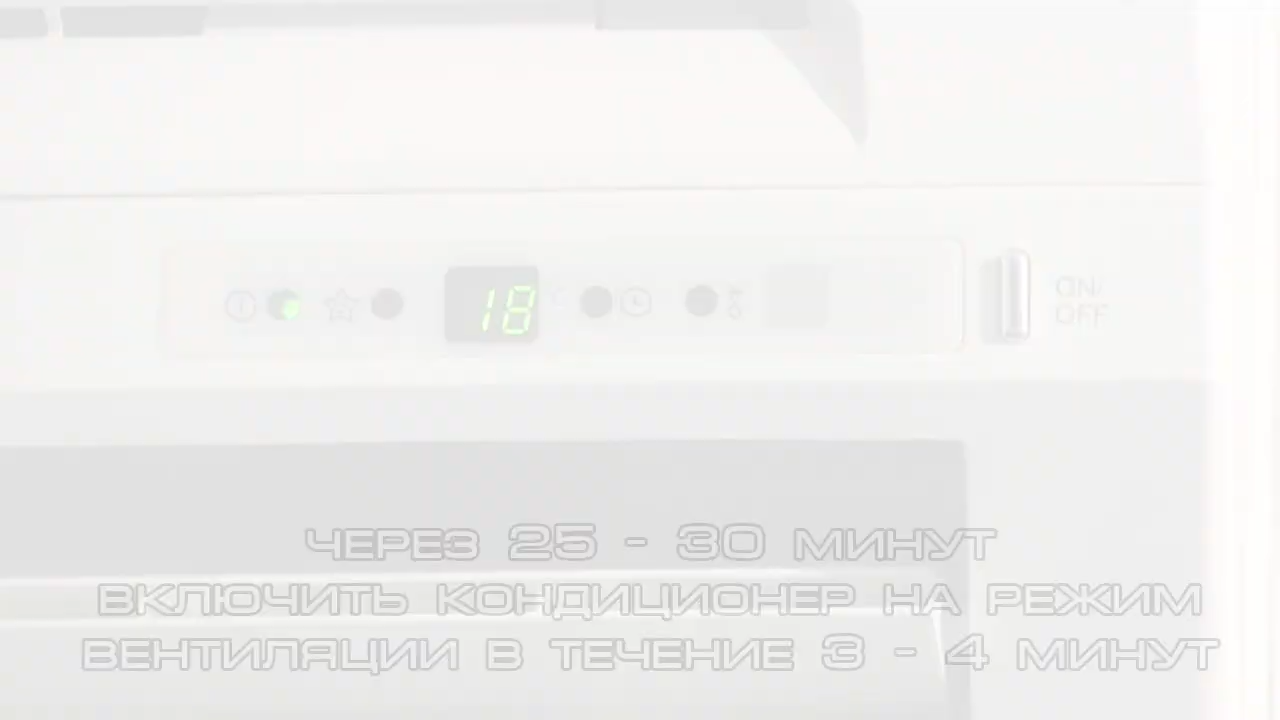 18
ON/
OFF
ЧЕРЕЗ 25 - 30 МИНУТ
ВКЛЮЧИТЬ КОНДИЦИОНЕР НА РЕЖИМ
ВЕНТИЛЯЦИИ В ТЕЧЕНИЕ 3 - 4 МИНУТ